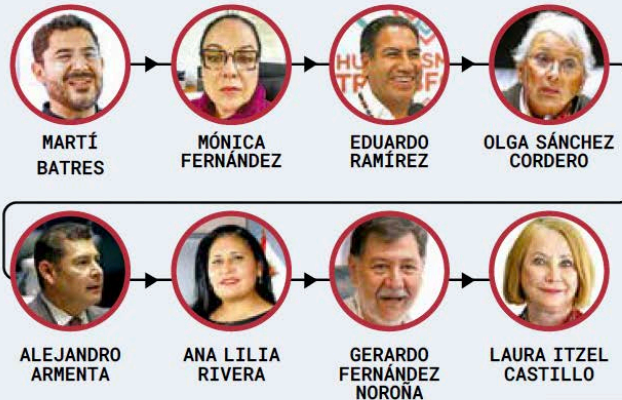 MARTÍ
BATRES
MÓNICA
FERNÁNDEZ
EDUARDO
RAMÍREZ
OLGA SÁNCHEZ
CORDERO
ALEJANDRO
ARMENTA
ANA LILIA
RIVERA
GERARDO
FERNÁNDEZ
NOROÑA
LAURA ITZEL
CASTILLO